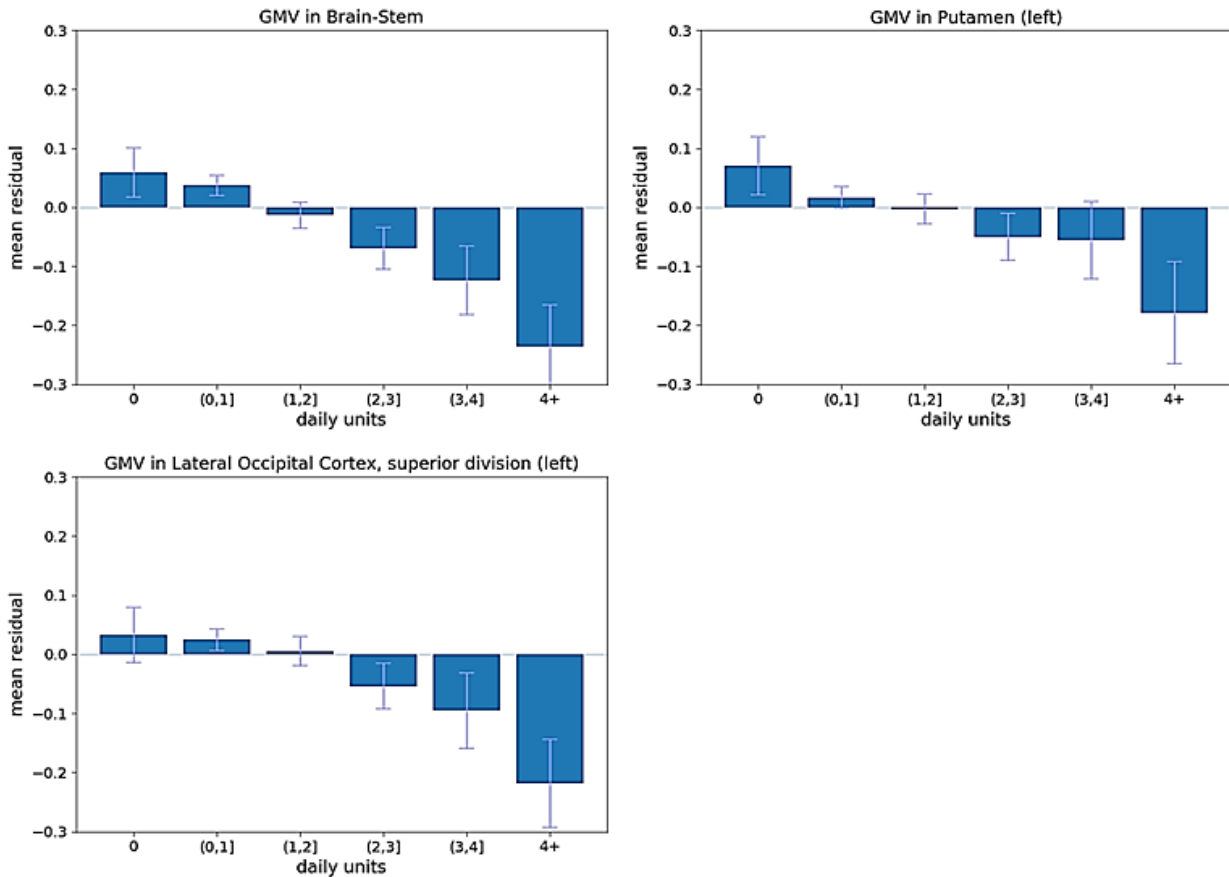 GMV in Brain-Stem
0.3
0.2
0.1
0.0
−0.1
−0.2
−0.3
mean residual
0 (0,1] (1,2] (2,3] (3,4] 4+
daily units
GMV in Putamen (left)
0.3
0.2
0.1
0.0
−0.1
−0.2
−0.3
mean residual
0 (0,1] (1,2] (2,3] (3,4] 4+
daily units
GMV in Lateral Occipital Cortex, superior division (left)
0.3
0.2
0.1
0.0
−0.1
−0.2
−0.3
mean residual
0 (0,1] (1,2] (2,3] (3,4] 4+
daily units